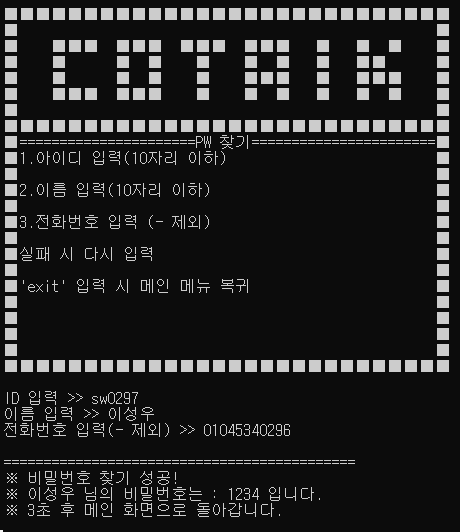 COTAIK
=====================PW 찾기======================
1.아이디 입력(10자리 이하)
2.이름 입력(10자리 이하)
3.전화번호 입력 (- 제외)
실패 시 다시 입력
'exit' 입력 시 메인 메뉴 복귀
ID 입력 >> sw0297
이름 입력 >> 이성우
전화번호 입력(- 제외) >> 01045340296
============================================
※ 비밀번호 찾기 성공!
※ 이성우 님의 비밀번호는 : 1234 입니다.
※ 3초 후 메인 화면으로 돌아갑니다.